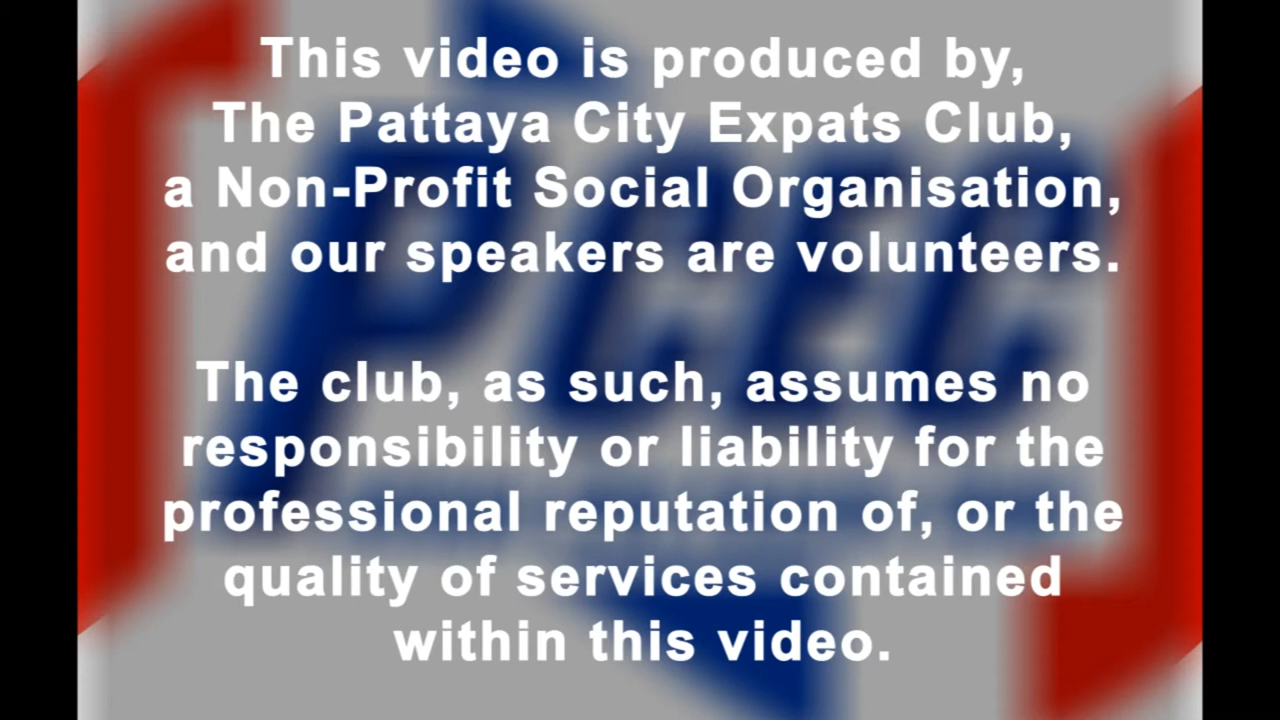 This video is produced by,
The Pattaya City Expats Club,
a Non-Profit Social Organisation,
and our speakers are volunteers.
The club, as such, assumes no
responsibility or liability for the
professional reputation of, or the
quality of services contained
within this video.